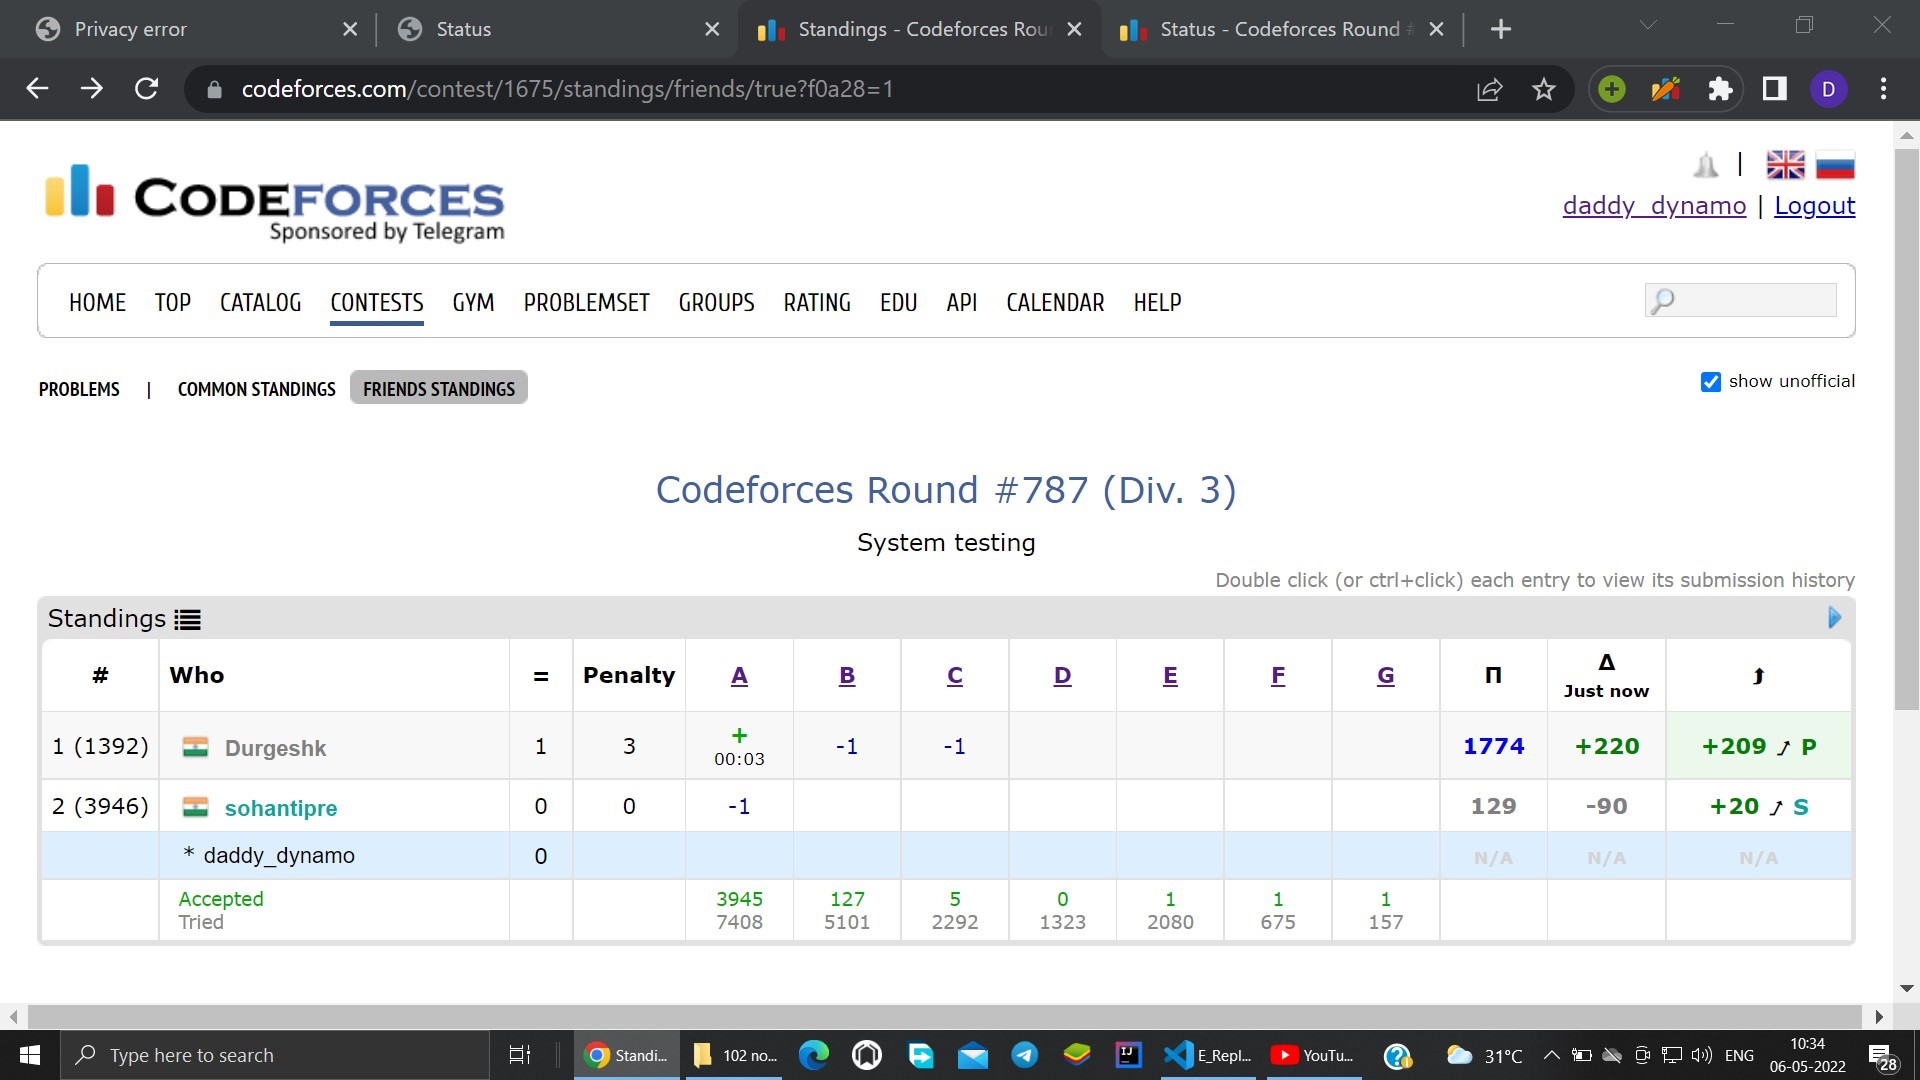 Privacy error
Status
Standings - Codeforces Rou
Status - Codeforces Round #
codeforces.com/contest/1675/standings/friends/true?f0a28=1
D
CODEFORCES
Sponsored by Telegram
|
daddy_dynamo | Logout
HOME TOP CATALOG CONTESTS GYM PROBLEMSET GROUPS RATING EDU API CALENDAR HELP
PROBLEMS | COMMON STANDINGS FRIENDS STANDINGS
show unofficial
Codeforces Round #787 (Div. 3)
System testing
Double click (or ctrl+click) each entry to view its submission history
Standings
# Who = Penalty A B C D E F G Π Δ
Just now
1 (1392) Durgeshk 1 3 + -1 -1 1774 +220 +209 P
00:03
2 (3946) sohantipre 0 0 -1 129 -90 +20 S
* daddy_dynamo 0 N/A N/A N/A
Accepted 3945 127 5 0 1 1 1
Tried 7408 5101 2292 1323 2080 675 157
Type here to search
Standi...
102 no...
E_Repl...
YouTu...
31°C
ENG
10:34
06-05-2022
28